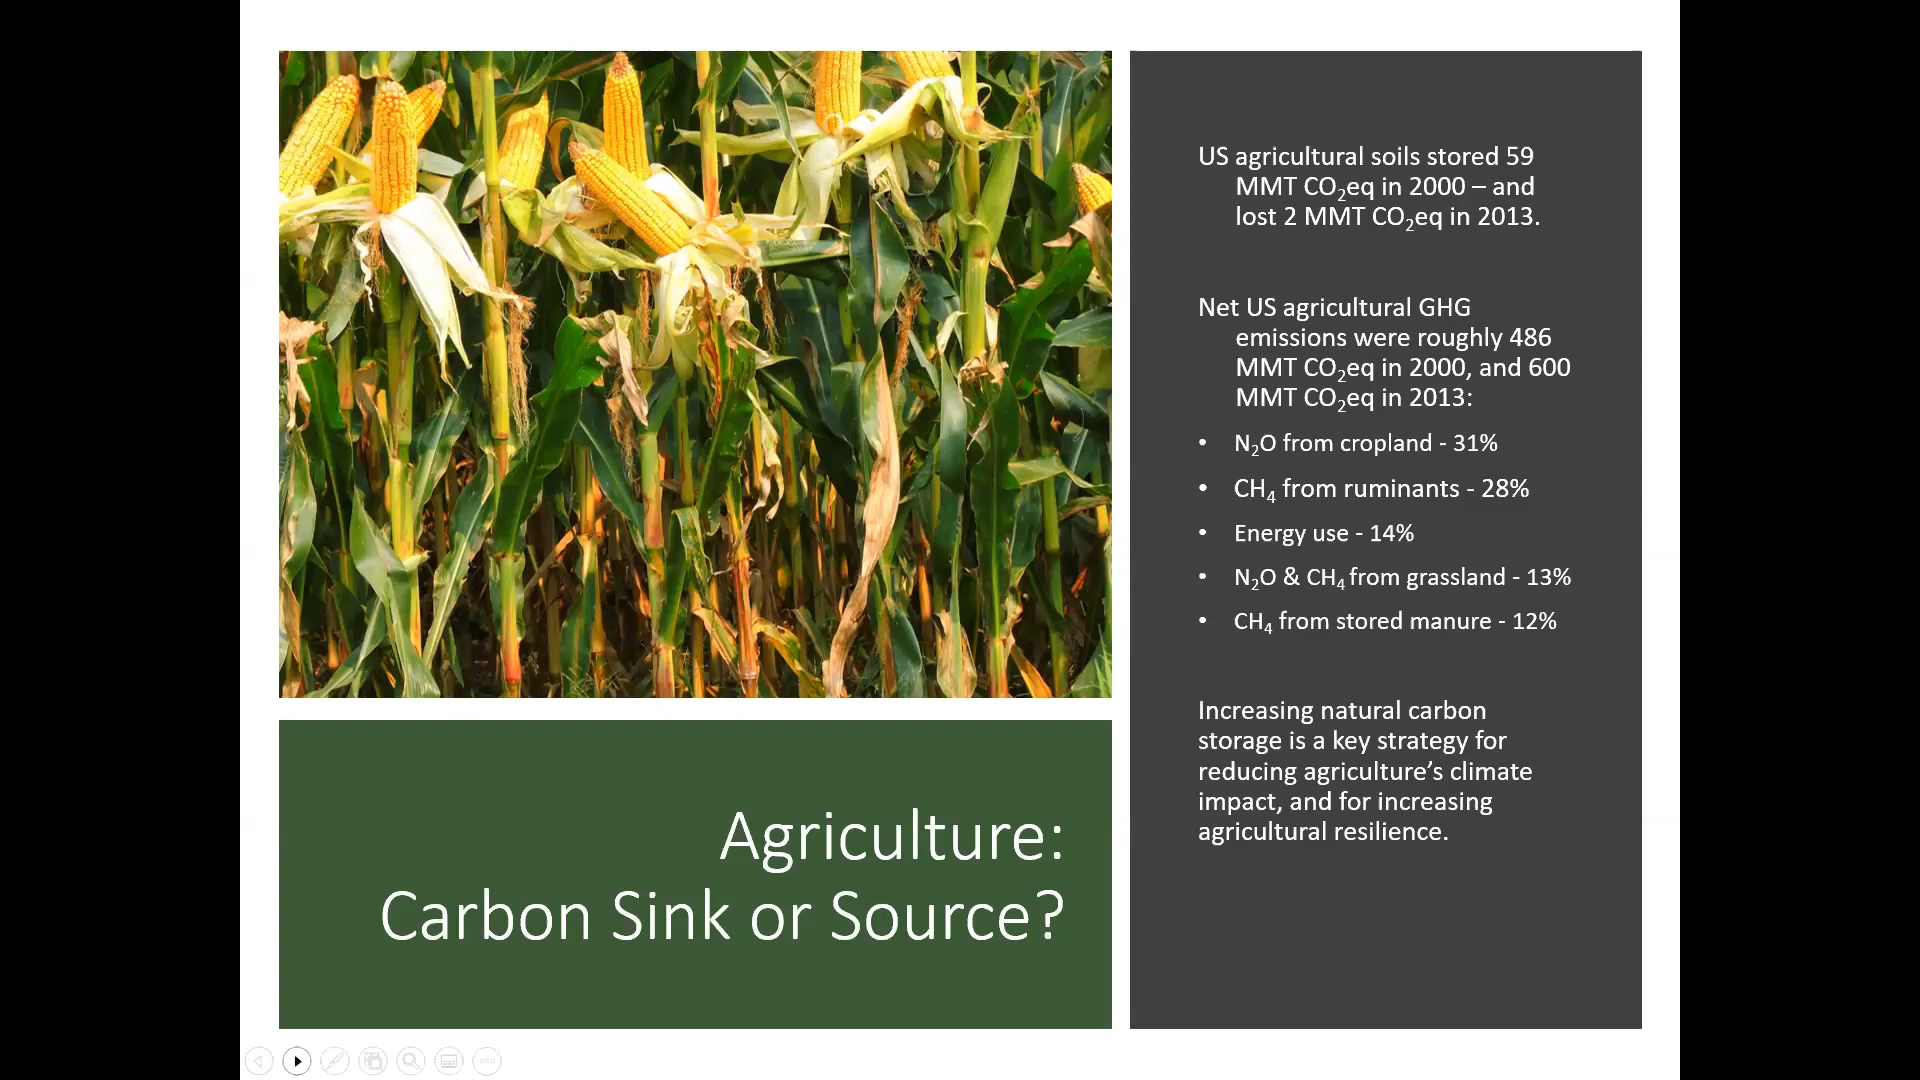 US agricultural soils stored 59
MMT CO₂eq in 2000 – and
lost 2 MMT CO₂eq in 2013.
Net US agricultural GHG
emissions were roughly 486
MMT CO₂eq in 2000, and 600
MMT CO₂eq in 2013:
• N₂O from cropland - 31%
• CH₄ from ruminants - 28%
• Energy use - 14%
• N₂O & CH₄ from grassland - 13%
• CH₄ from stored manure - 12%
Increasing natural carbon
storage is a key strategy for
reducing agriculture’s climate
impact, and for increasing
agricultural resilience.
Agriculture:
Carbon Sink or Source?